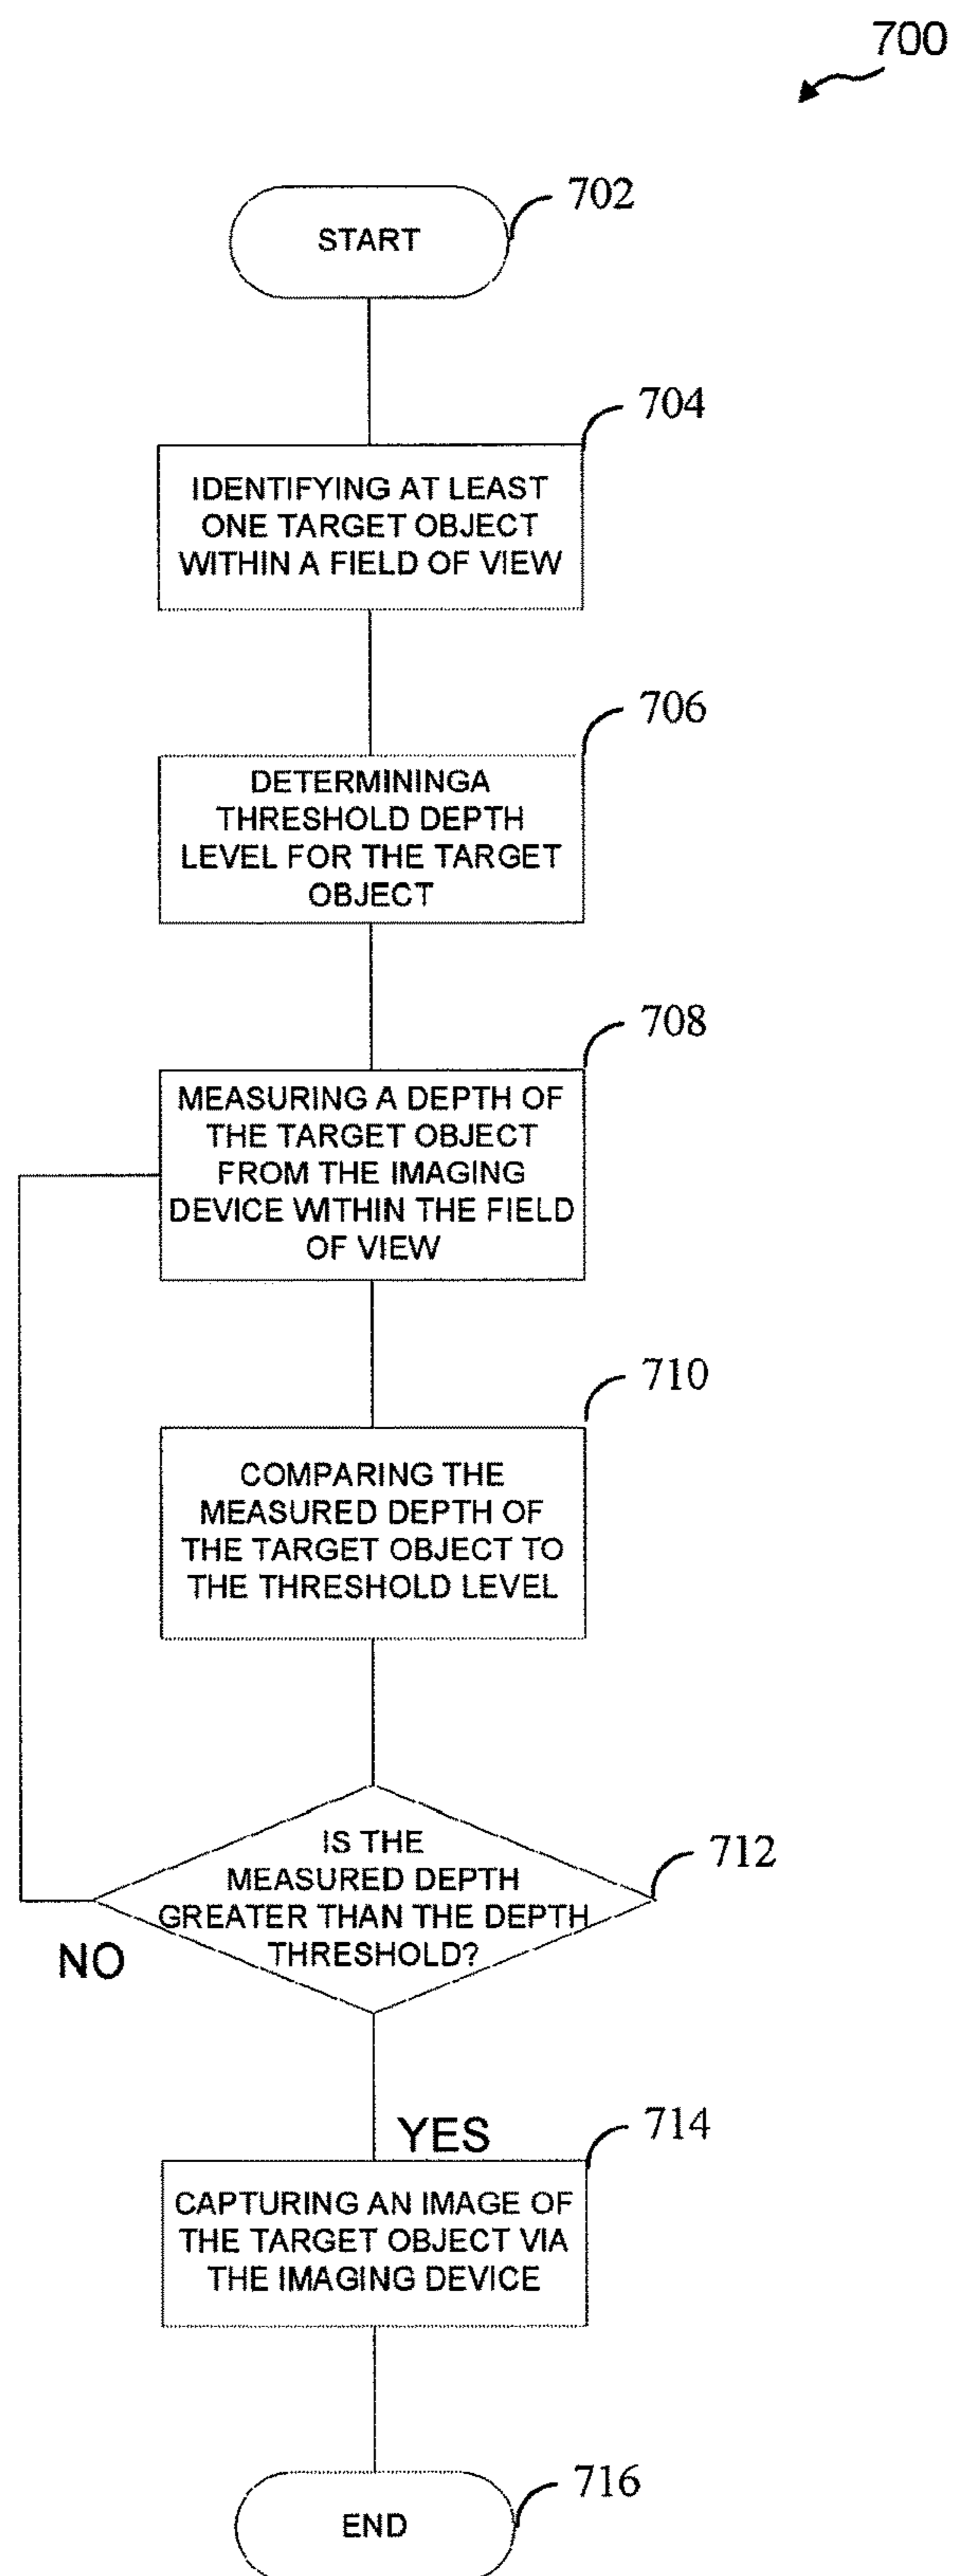 700
START
702
704
IDENTIFYING AT LEAST
ONE TARGET OBJECT
WITHIN A FIELD OF VIEW
706
DETERMININGA
THRESHOLD DEPTH
LEVEL FOR THE TARGET
OBJECT
708
MEASURING A DEPTH OF
THE TARGET OBJECT
FROM THE IMAGING
DEVICE WITHIN THE FIELD
OF VIEW
710
COMPARING THE
MEASURED DEPTH OF
THE TARGET OBJECT TO
THE THRESHOLD LEVEL
712
IS THE
MEASURED DEPTH
GREATER THAN THE DEPTH
THRESHOLD?
NO
YES
714
CAPTURING AN IMAGE OF
THE TARGET OBJECT VIA
THE IMAGING DEVICE
716
END